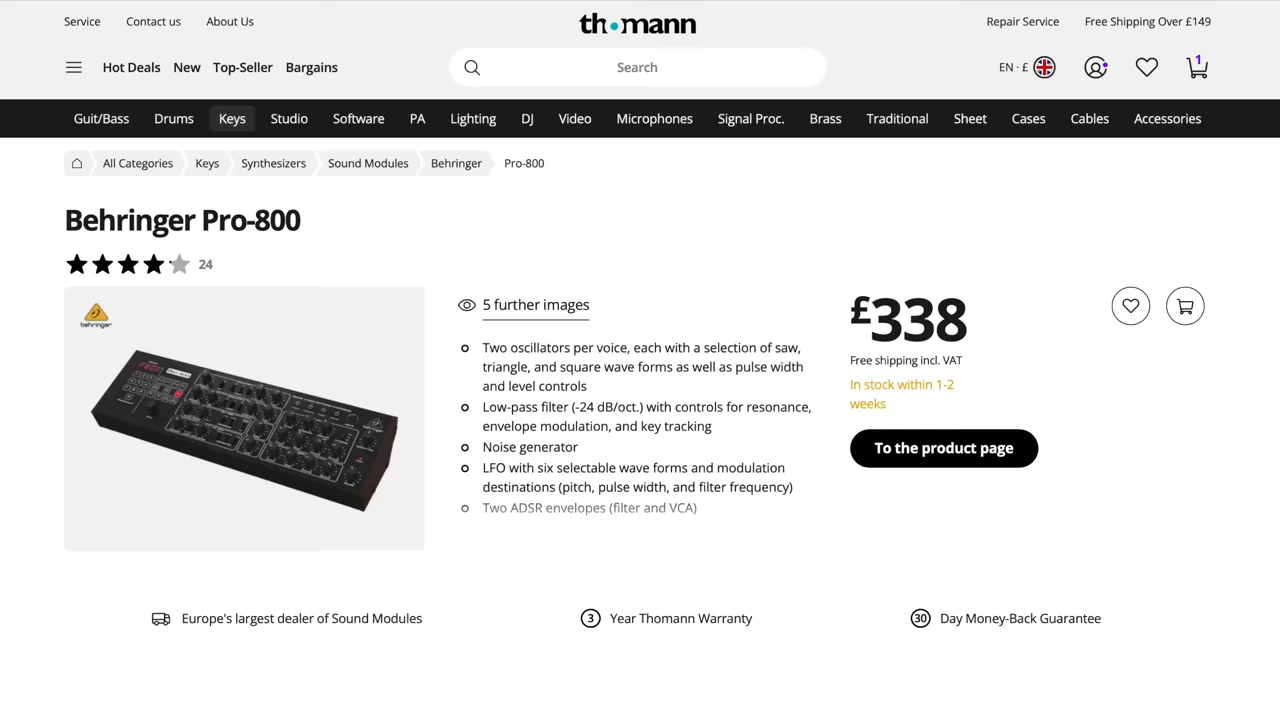 Service Contact us About Us
thomann
Repair Service Free Shipping Over £149
Hot Deals New Top-Seller Bargains
Search
EN · £
1
Guit/Bass Drums Keys Studio Software PA Lighting DJ Video Microphones Signal Proc. Brass Traditional Sheet Cases Cables Accessories
All Categories Keys Synthesizers Sound Modules Behringer Pro-800
Behringer Pro-800
24
behringer
5 further images
Two oscillators per voice, each with a selection of saw,
triangle, and square wave forms as well as pulse width
and level controls
Low-pass filter (-24 dB/oct.) with controls for resonance,
envelope modulation, and key tracking
Noise generator
LFO with six selectable wave forms and modulation
destinations (pitch, pulse width, and filter frequency)
Two ADSR envelopes (filter and VCA)
£338
Free shipping incl. VAT
In stock within 1-2
weeks
To the product page
Europe's largest dealer of Sound Modules
3 Year Thomann Warranty
30 Day Money-Back Guarantee